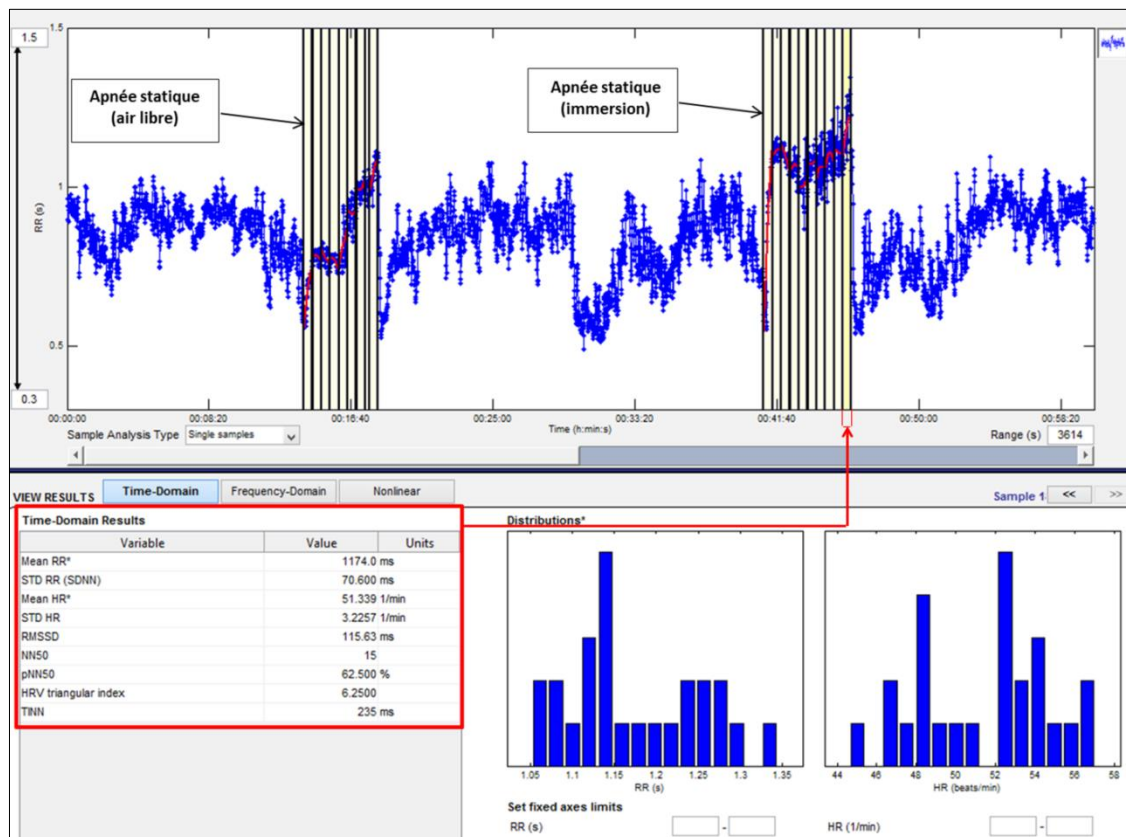 1.5
1.5
Apnée statique
(air libre)
Apnée statique
(immersion)
1
RR (s)
0.5
0.3
00:00:00
00:08:20
00:16:40
00:25:00
00:33:20
00:41:40
00:50:00
00:58:20
Time (h:min:s)
Sample Analysis Type
Single samples
Range (s)
3614
VIEW RESULTS
Time-Domain
Frequency-Domain
Nonlinear
Sample 1
<<
>>
Time-Domain Results
Variable Value Units
Mean RR* 1174.0 ms
STD RR (SDNN) 70.600 ms
Mean HR* 51.339 1/min
STD HR 3.2257 1/min
RMSSD 115.63 ms
NN50 15
pNN50 62.500 %
HRV triangular index 6.2500
TINN 235 ms
Distributions*
1.05 1.1 1.15 1.2 1.25 1.3 1.35
RR (s)
44 46 48 50 52 54 56 58
HR (beats/min)
Set fixed axes limits
RR (s) -
HR (1/min) -